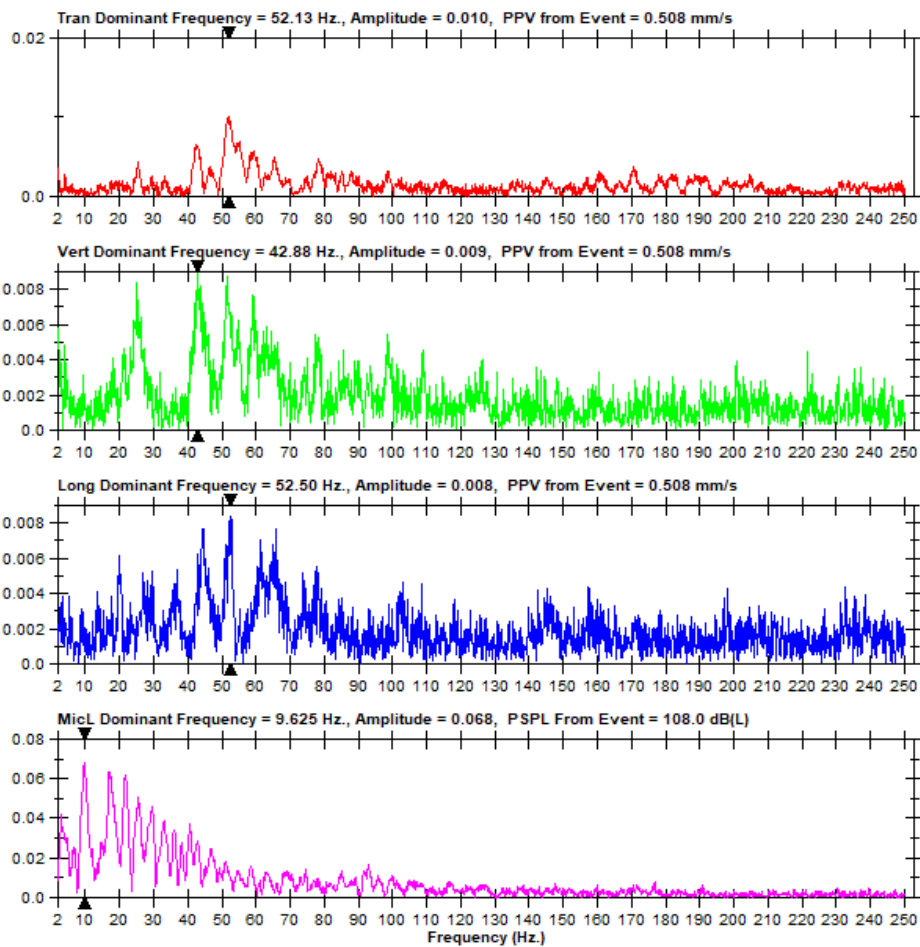 Tran Dominant Frequency = 52.13 Hz., Amplitude = 0.010, PPV from Event = 0.508 mm/s
0.02
0.0
2 10 20 30 40 50 60 70 80 90 100 110 120 130 140 150 160 170 180 190 200 210 220 230 240 250
Vert Dominant Frequency = 42.88 Hz., Amplitude = 0.009, PPV from Event = 0.508 mm/s
0.008
0.006
0.004
0.002
0.0
2 10 20 30 40 50 60 70 80 90 100 110 120 130 140 150 160 170 180 190 200 210 220 230 240 250
Long Dominant Frequency = 52.50 Hz., Amplitude = 0.008, PPV from Event = 0.508 mm/s
0.008
0.006
0.004
0.002
0.0
2 10 20 30 40 50 60 70 80 90 100 110 120 130 140 150 160 170 180 190 200 210 220 230 240 250
MicL Dominant Frequency = 9.625 Hz., Amplitude = 0.068, PSPL From Event = 108.0 dB(L)
0.08
0.06
0.04
0.02
0.0
2 10 20 30 40 50 60 70 80 90 100 110 120 130 140 150 160 170 180 190 200 210 220 230 240 250
Frequency (Hz.)